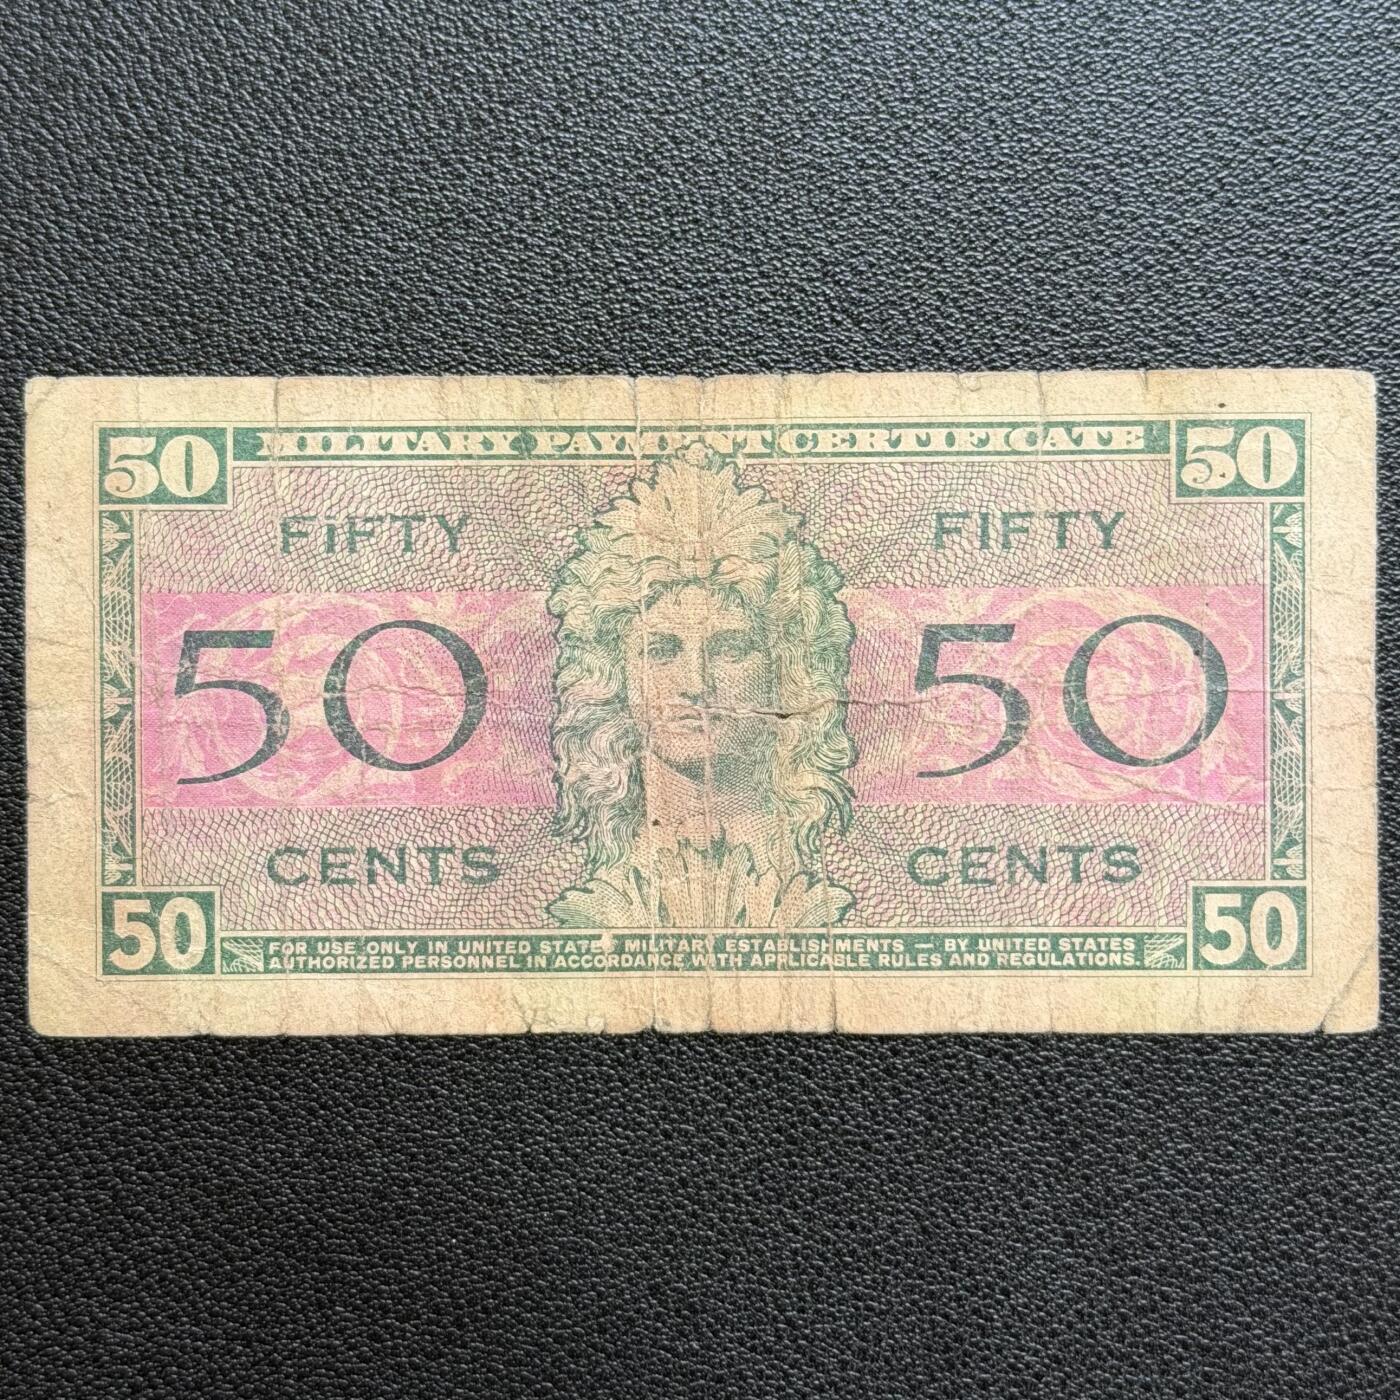 50 MILITARY PAYMENT CERTIFICATE 50
FIFTY FIFTY
50 50
CENTS CENTS
50 FOR USE ONLY IN UNITED STATES MILITARY ESTABLISHMENTS — BY UNITED STATES 50
AUTHORIZED PERSONNEL IN ACCORDANCE WITH APPLICABLE RULES AND REGULATIONS.